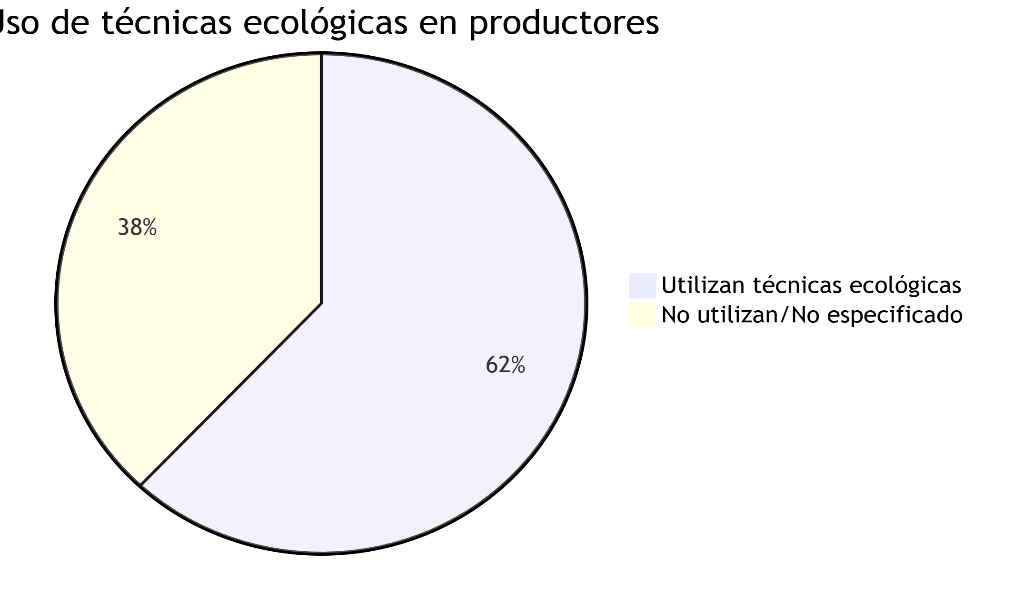 Uso de técnicas ecológicas en productores
38%
62%
Utilizan técnicas ecológicas
No utilizan/No especificado